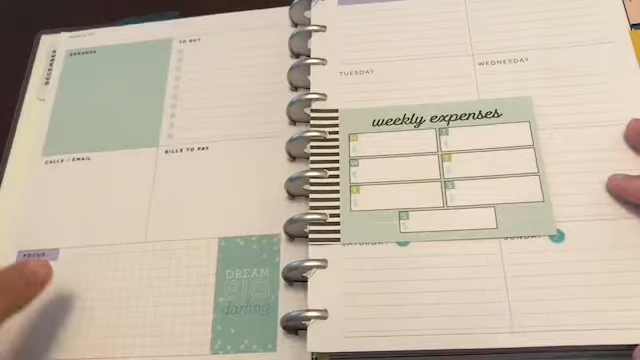 DECEMBER
ERRANDS
TO BUY
CALLS / EMAIL
BILLS TO PAY
FOCUS
DREAM
BIG
darling
TUESDAY
WEDNESDAY
weekly expenses
M
T
W
T
F
S
S
SATURDAY
SUNDAY